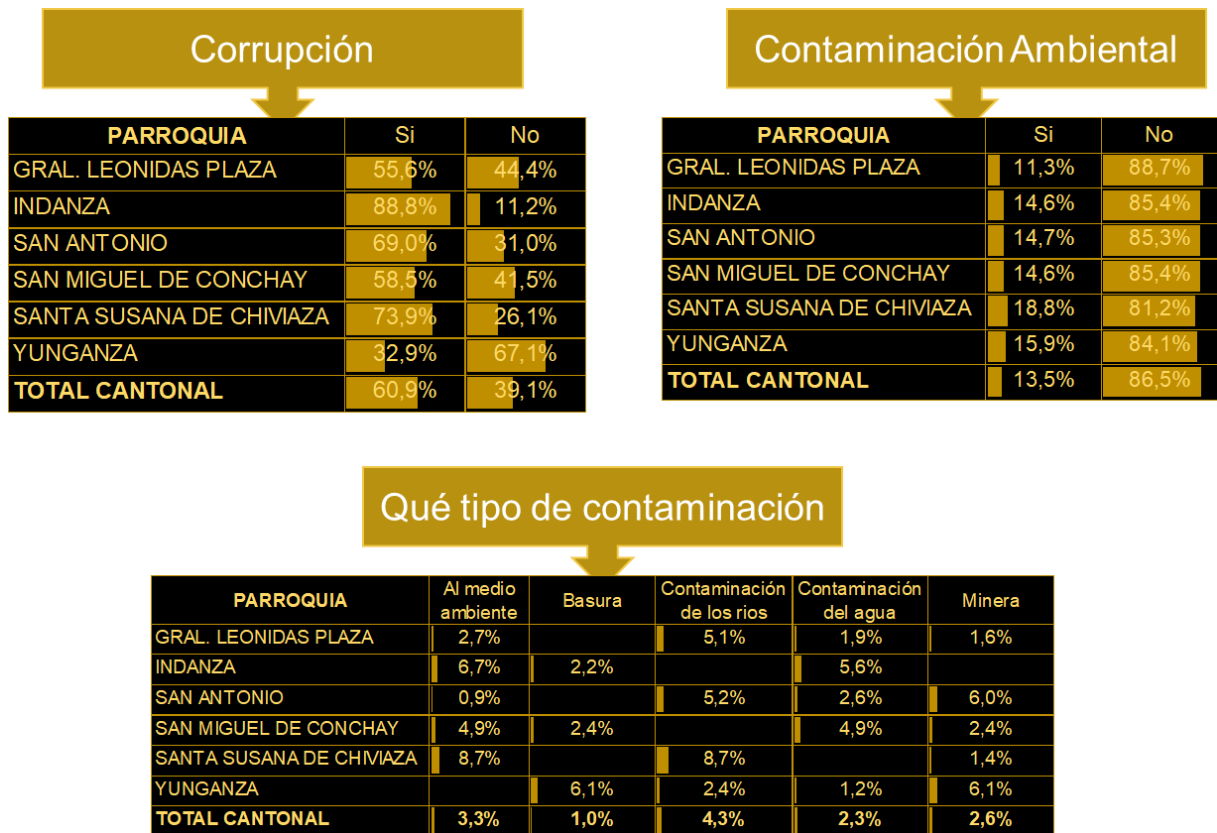 Corrupción
PARROQUIA Si No
GRAL. LEONIDAS PLAZA 55,6% 44,4%
INDANZA 88,8% 11,2%
SAN ANTONIO 69,0% 31,0%
SAN MIGUEL DE CONCHAY 58,5% 41,5%
SANTA SUSANA DE CHIVIAZA 73,9% 26,1%
YUNGANZA 32,9% 67,1%
TOTAL CANTONAL 60,9% 39,1%
Contaminación Ambiental
PARROQUIA Si No
GRAL. LEONIDAS PLAZA 11,3% 88,7%
INDANZA 14,6% 85,4%
SAN ANTONIO 14,7% 85,3%
SAN MIGUEL DE CONCHAY 14,6% 85,4%
SANTA SUSANA DE CHIVIAZA 18,8% 81,2%
YUNGANZA 15,9% 84,1%
TOTAL CANTONAL 13,5% 86,5%
Qué tipo de contaminación
PARROQUIA Al medio ambiente Basura Contaminación de los rios Contaminación del agua Minera
GRAL. LEONIDAS PLAZA 2,7% 5,1% 1,9% 1,6%
INDANZA 6,7% 2,2% 5,6%
SAN ANTONIO 0,9% 5,2% 2,6% 6,0%
SAN MIGUEL DE CONCHAY 4,9% 2,4% 4,9% 2,4%
SANTA SUSANA DE CHIVIAZA 8,7% 8,7% 1,4%
YUNGANZA 6,1% 2,4% 1,2% 6,1%
TOTAL CANTONAL 3,3% 1,0% 4,3% 2,3% 2,6%